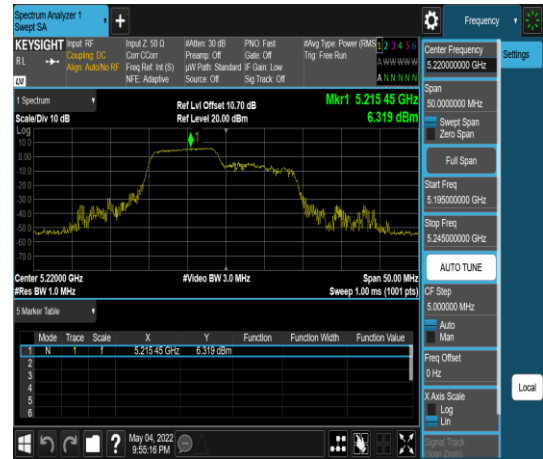 Spectrum Analyzer 1
Swept SA
+
Frequency
KEYSIGHT
RL
LXI
Input: RF
Coupling: DC
Align: Auto/No RF
Input Z: 50 Ω
Corr CCorr
Freq Ref: Int (S)
NFE: Adaptive
#Atten: 30 dB
Preamp: Off
µW Path: Standard
Source: Off
PNO: Fast
Gate: Off
IF Gain: Low
Sig Track: Off
#Avg Type: Power (RMS
Trig: Free Run
1 2 3 4 5 6
A W W W W W
A N N N N N
1 Spectrum
Scale/Div 10 dB
Ref Lvl Offset 10.70 dB
Ref Level 20.00 dBm
Mkr1 5.215 45 GHz
6.319 dBm
Log
10.0
0.00
-10.0
-20.0
-30.0
-40.0
-50.0
-60.0
-70.0
1
Center 5.22000 GHz
#Res BW 1.0 MHz
#Video BW 3.0 MHz
Span 50.00 MHz
Sweep 1.00 ms (1001 pts)
5 Marker Table
Mode Trace Scale X Y Function Function Width Function Value
1 N 1 f 5.215 45 GHz 6.319 dBm
2
3
4
5
6
May 04, 2022
9:55:16 PM
Center Frequency
5.220000000 GHz
Span
50.0000000 MHz
Swept Span
Zero Span
Full Span
Start Freq
5.195000000 GHz
Stop Freq
5.245000000 GHz
AUTO TUNE
CF Step
5.000000 MHz
Auto
Man
Freq Offset
0 Hz
X Axis Scale
Log
Lin
Signal Track
(Span Zoom)
Settings
Local